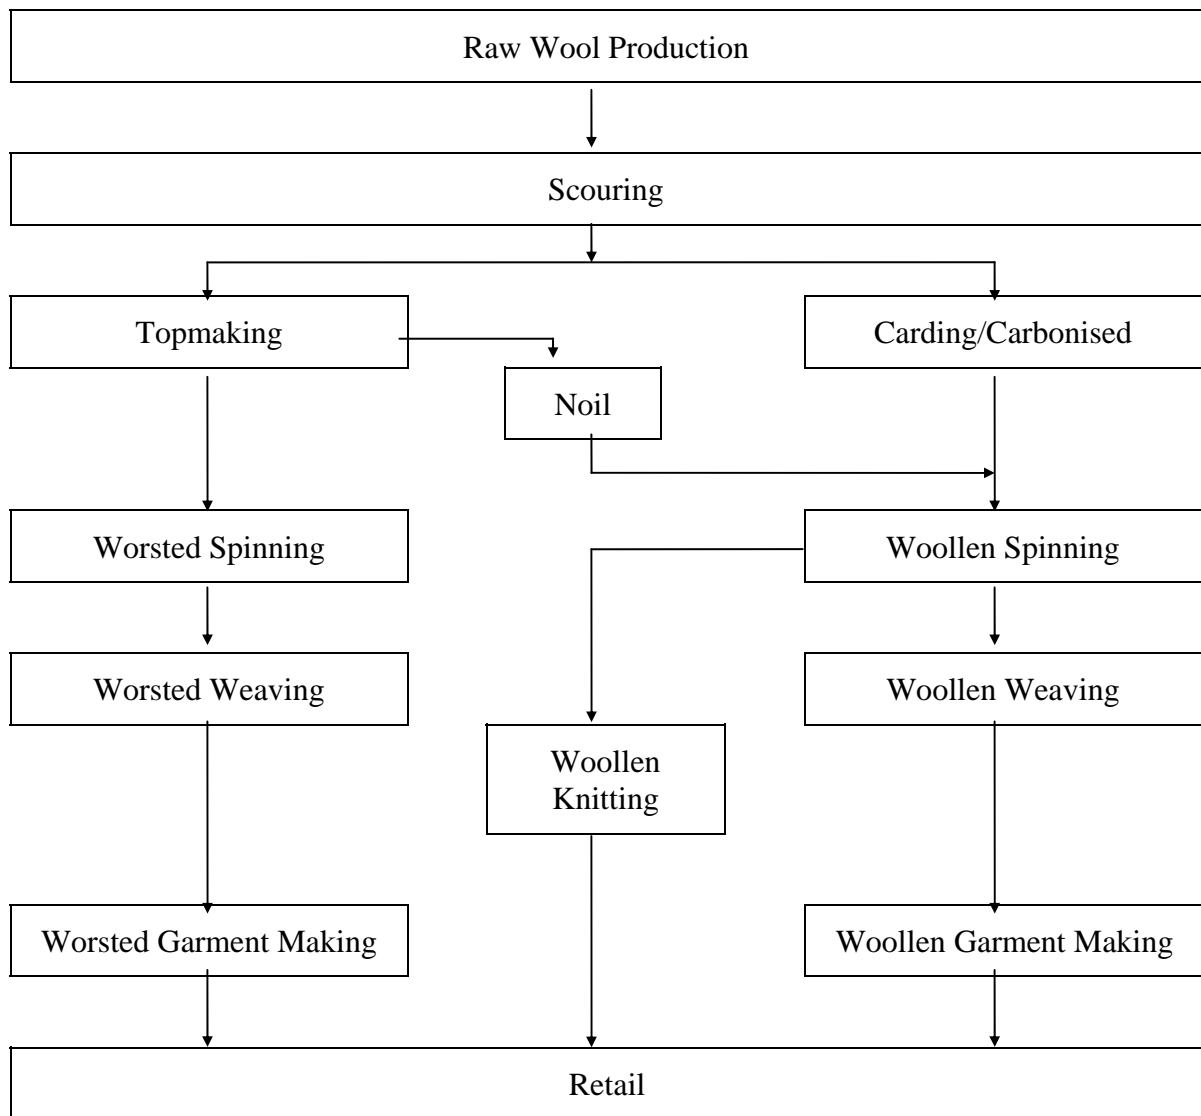 Raw Wool Production
Scouring
Topmaking
Carding/Carbonised
Noil
Worsted Spinning
Woollen Spinning
Worsted Weaving
Woollen Weaving
Woollen
Knitting
Worsted Garment Making
Woollen Garment Making
Retail